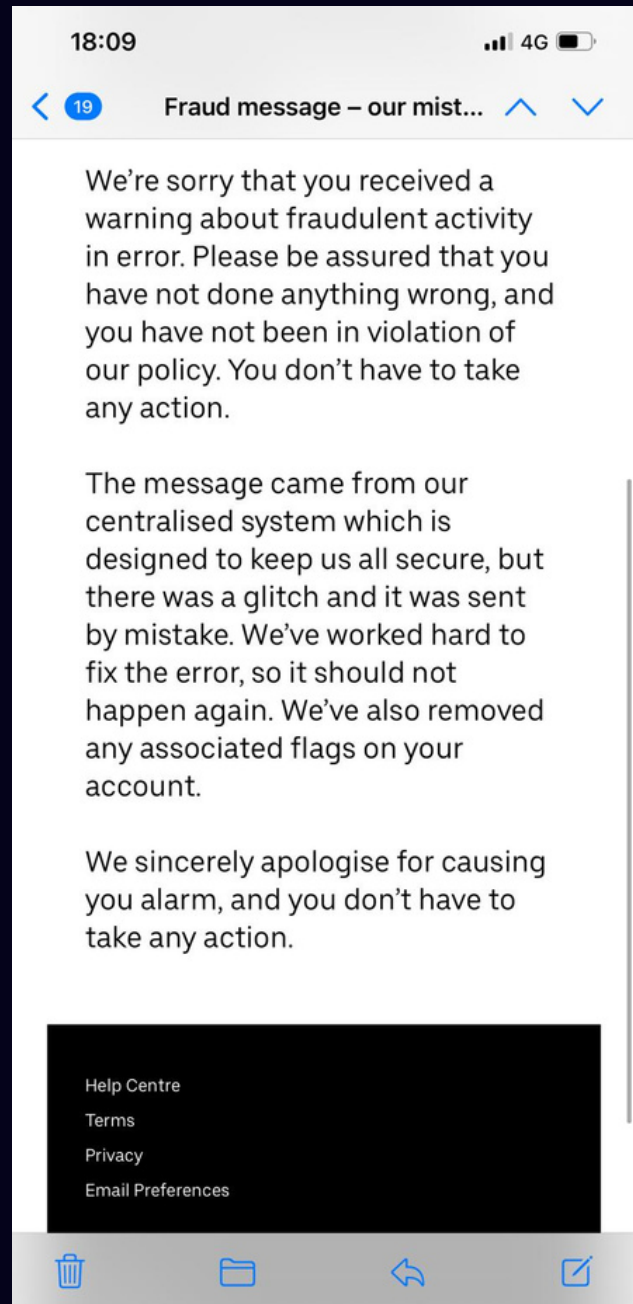 18:09
4G
19
Fraud message – our mist...
We’re sorry that you received a
warning about fraudulent activity
in error. Please be assured that you
have not done anything wrong, and
you have not been in violation of
our policy. You don’t have to take
any action.
The message came from our
centralised system which is
designed to keep us all secure, but
there was a glitch and it was sent
by mistake. We’ve worked hard to
fix the error, so it should not
happen again. We’ve also removed
any associated flags on your
account.
We sincerely apologise for causing
you alarm, and you don’t have to
take any action.
Help Centre
Terms
Privacy
Email Preferences